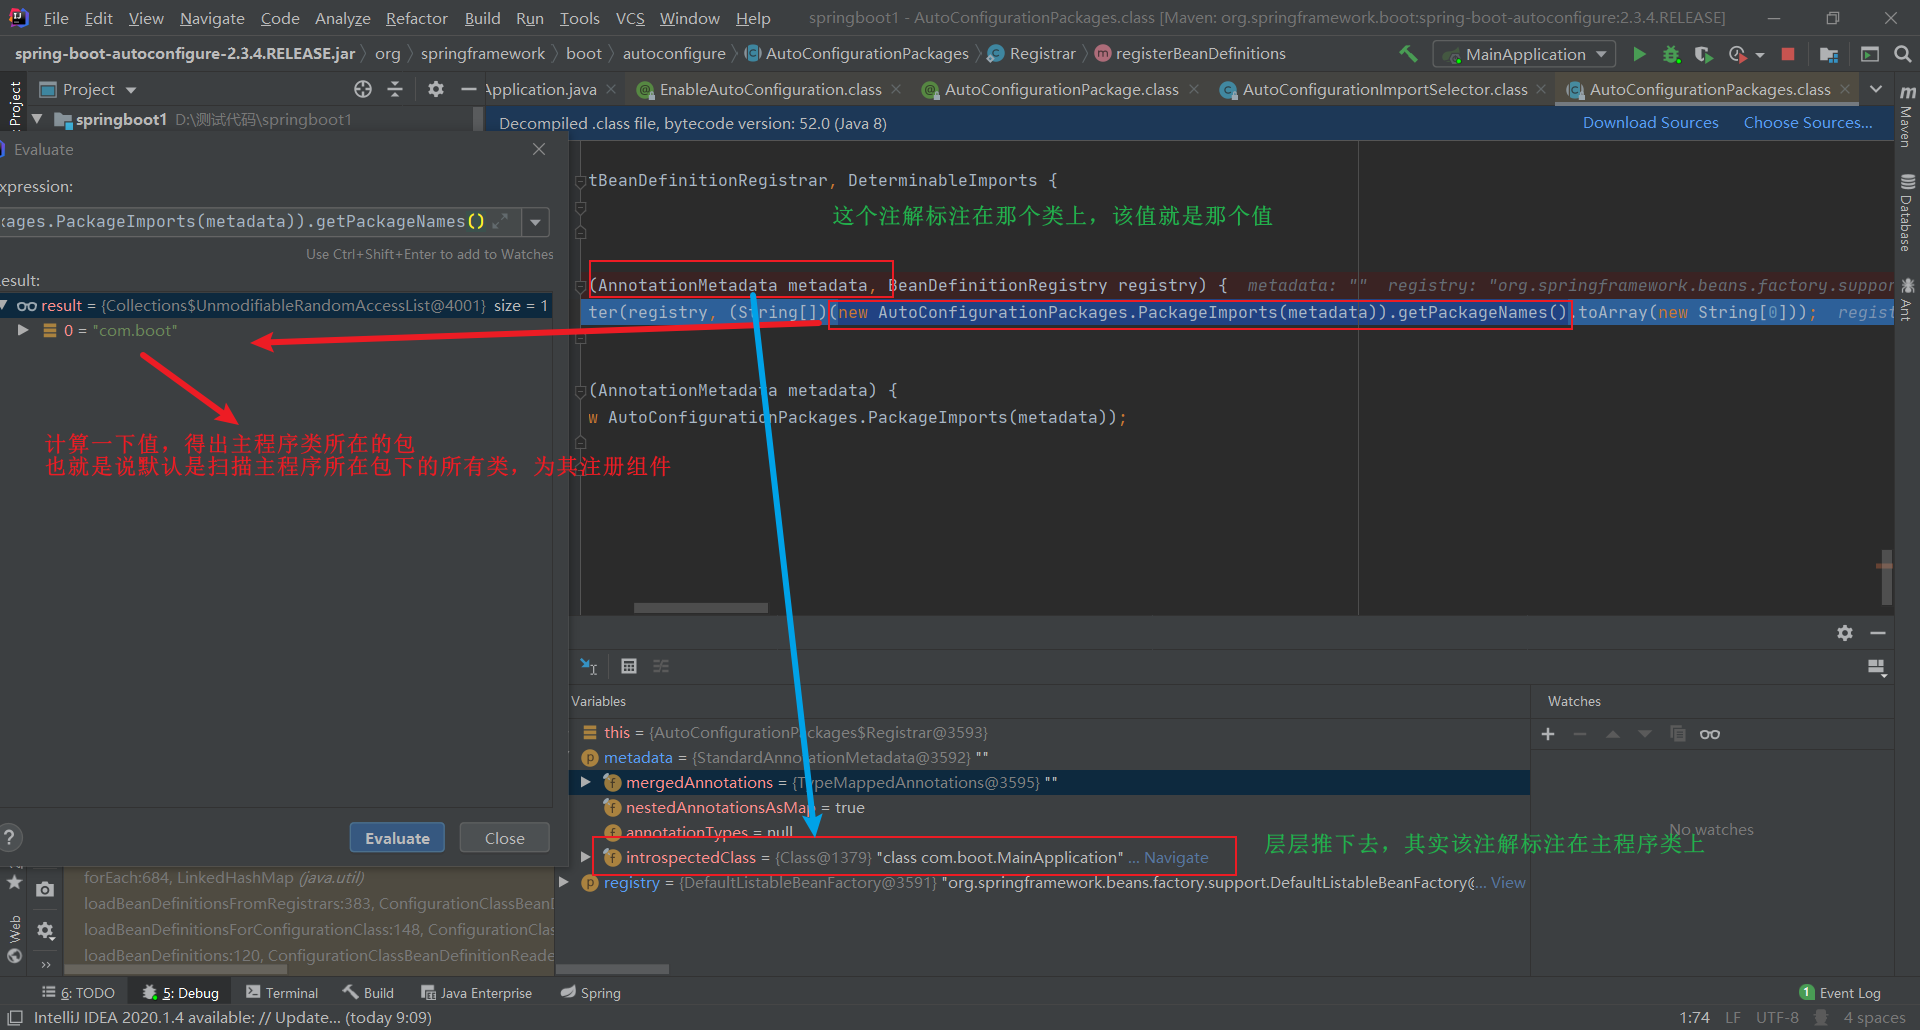 File Edit View Navigate Code Analyze Refactor Build Run Tools VCS Window Help springboot1 - AutoConfigurationPackages.class [Maven: org.springframework.boot:spring-boot-autoconfigure:2.3.4.RELEASE]
spring-boot-autoconfigure-2.3.4.RELEASE.jar org springframework boot autoconfigure AutoConfigurationPackages Registrar registerBeanDefinitions MainApplication
Project Application.java EnableAutoConfiguration.class AutoConfigurationPackage.class AutoConfigurationImportSelector.class AutoConfigurationPackages.class
Project
Maven
Database
Ant
springboot1 D:\测试代码\springboot1
Decompiled .class file, bytecode version: 52.0 (Java 8) Download Sources Choose Sources...
Evaluate
xpression:
kages.PackageImports(metadata)).getPackageNames()
Use Ctrl+Shift+Enter to add to Watches
esult:
result = {Collections$UnmodifiableRandomAccessList@4001} size = 1
0 = "com.boot"
计算一下值，得出主程序类所在的包
也就是说默认是扫描主程序所在包下的所有类，为其注册组件
Evaluate Close
tBeanDefinitionRegistrar, DeterminableImports {
这个注解标注在那个类上，该值就是那个值
(AnnotationMetadata metadata, BeanDefinitionRegistry registry) { metadata: "" registry: "org.springframework.beans.factory.suppor
ter(registry, (String[])(new AutoConfigurationPackages.PackageImports(metadata)).getPackageNames().toArray(new String[0])); regist
(AnnotationMetadata metadata) {
w AutoConfigurationPackages.PackageImports(metadata));
Variables Watches
this = {AutoConfigurationPackages$Registrar@3593}
metadata = {StandardAnnotationMetadata@3592} ""
mergedAnnotations = {TypeMappedAnnotations@3595} ""
nestedAnnotationsAsMap = true
annotationTypes = null
introspectedClass = {Class@1379} "class com.boot.MainApplication" ... Navigate
registry = {DefaultListableBeanFactory@3591} "org.springframework.beans.factory.support.DefaultListableBeanFactory@... View
No watches
层层推下去，其实该注解标注在主程序类上
forEach:684, LinkedHashMap (java.util)
loadBeanDefinitionsFromRegistrars:383, ConfigurationClassBeanD
loadBeanDefinitionsForConfigurationClass:148, ConfigurationClas
loadBeanDefinitions:120, ConfigurationClassBeanDefinitionReade
Web
6: TODO 5: Debug Terminal Build Java Enterprise Spring 1 Event Log
IntelliJ IDEA 2020.1.4 available: // Update... (today 9:09) 1:74 LF UTF-8 4 spaces